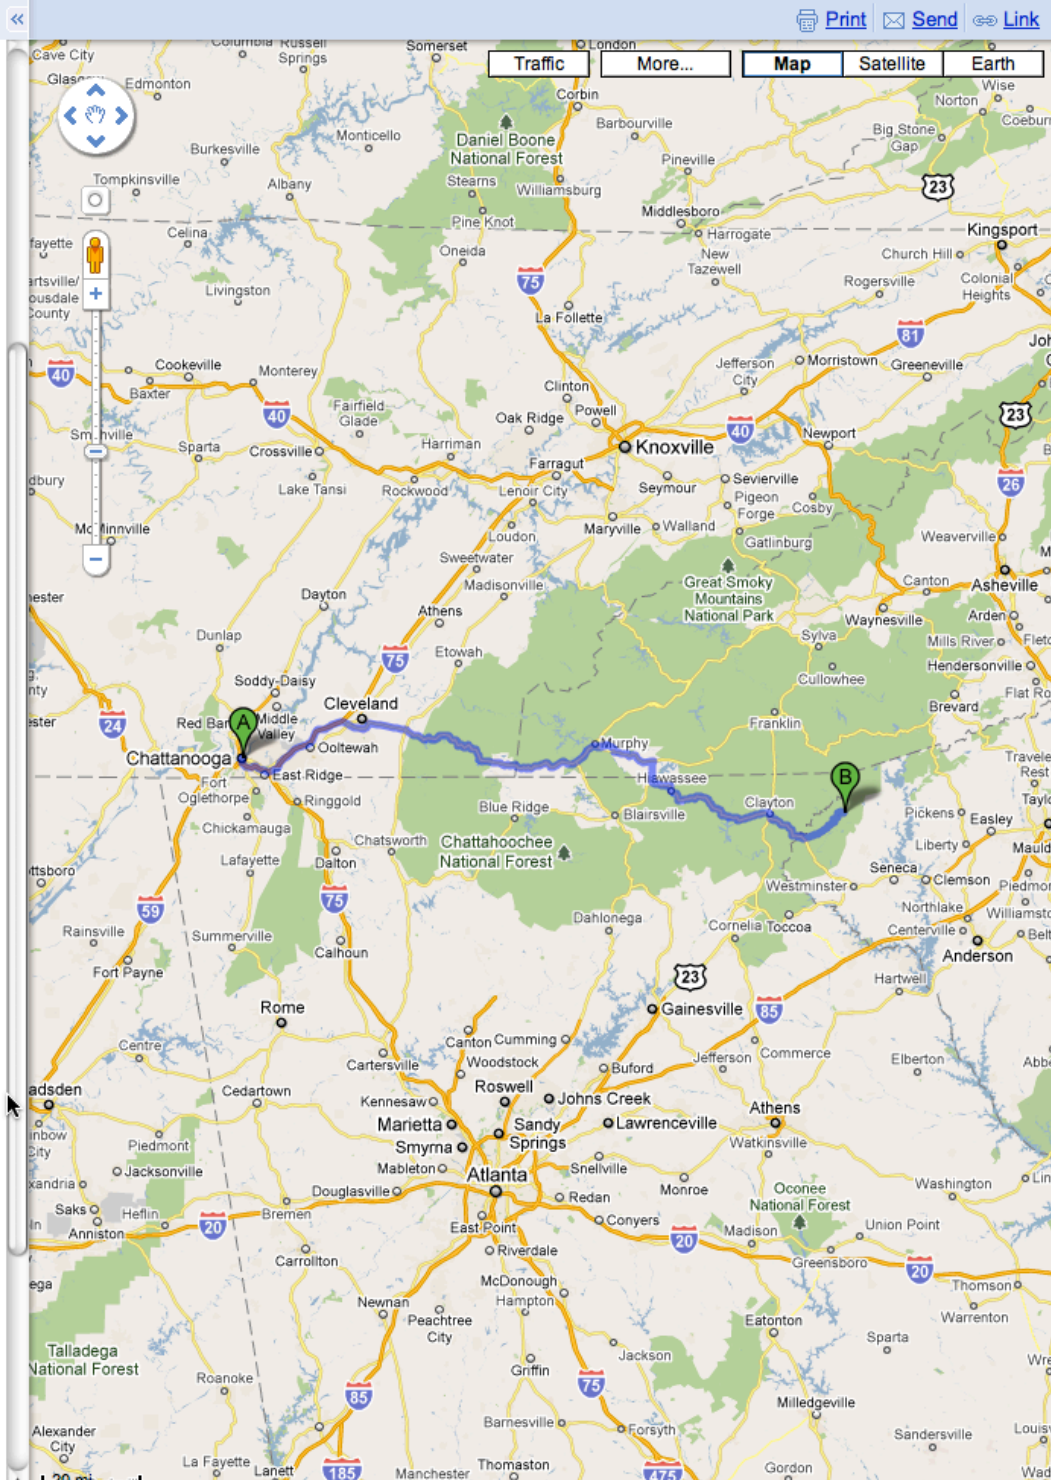 «
Print
Send
Link
Traffic
More...
Map
Satellite
Earth
Cave City
Columbia
Russell
Springs
Somerset
London
Edmonton
Corbin
Wise
Norton
Monticello
Barbourville
Big Stone
Gap
Daniel Boone
National Forest
Burkesville
Pineville
Tompkinsville
Albany
Stearns
Williamsburg
23
Middlesboro
Pine Knot
Celina
Harrogate
Kingsport
Oneida
New
Tazewell
Church Hill
Colonial
Heights
75
Rogersville
Livingston
La Follette
81
Jefferson
City
Morristown
Greeneville
40
Cookeville
Monterey
Baxter
Clinton
Fairfield
Glade
Powell
40
Oak Ridge
23
40
Newport
Sparta
Crossville
Harriman
Knoxville
Farragut
Lake Tansi
Rockwood
Lenoir City
Seymour
Sevierville
Pigeon
Forge
Cosby
26
Maryville
Walland
Loudon
Gatlinburg
Weaverville
Sweetwater
Madisonville
Great Smoky
Mountains
National Park
Canton
Asheville
Dayton
Athens
Waynesville
Arden
Dunlap
Sylva
Mills River
75
Etowah
Cullowhee
Hendersonville
Soddy-Daisy
Cleveland
Brevard
24
A
Middle
Valley
Franklin
Murphy
Ooltewah
Chattanooga
East Ridge
Fort
Oglethorpe
Hiawassee
B
Ringgold
Blue Ridge
Blairsville
Clayton
Pickens
Easley
Chickamauga
Chatsworth
Chattahoochee
National Forest
Liberty
Lafayette
Dalton
Seneca
Clemson
Westminster
75
59
Northlake
Rainsville
Summerville
Dahlonega
Cornelia
Toccoa
Centerville
Calhoun
Anderson
Fort Payne
23
Hartwell
Rome
Gainesville
85
Centre
Canton
Cumming
Commerce
Jefferson
Elberton
Cartersville
Woodstock
Buford
Cedartown
Roswell
Kennesaw
Johns Creek
Athens
Marietta
Sandy
Springs
Lawrenceville
Watkinsville
Piedmont
Smyrna
Mableton
Snellville
Jacksonville
Atlanta
Monroe
Oconee
National Forest
Washington
Douglasville
Redan
Saks
Heflin
20
Bremen
East Point
Conyers
20
Madison
Union Point
Anniston
Carrollton
Riverdale
Greensboro
20
McDonough
Thomson
Newnan
Hampton
Warrenton
Peachtree
City
Eatonton
Sparta
Talladega
National Forest
Jackson
Griffin
Roanoke
85
75
Milledgeville
Barnesville
Forsyth
Alexander
City
Sandersville
La Fayette
Lanett
185
Manchester
Thomaston
475
Gordon